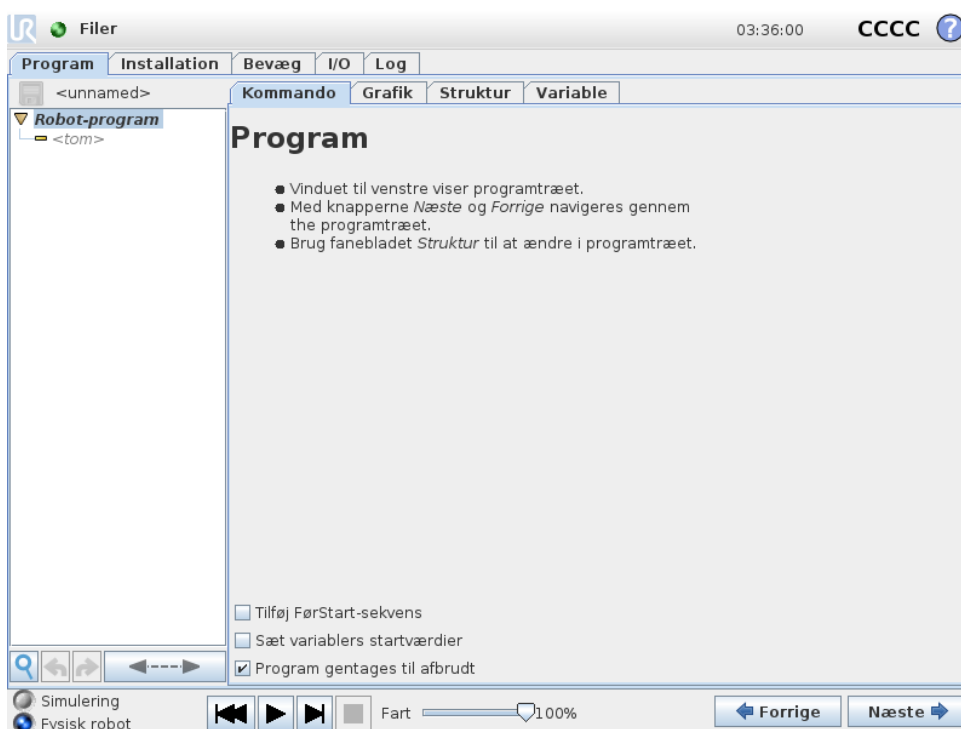 UR Filer 03:36:00 CCCC ?
Program Installation Bevæg I/O Log
<unnamed> Kommando Grafik Struktur Variable
Robot-program
<tom>
Program
Vinduet til venstre viser programtræet.
Med knapperne Næste og Forrige navigeres gennem
the programtræet.
Brug fanebladet Struktur til at ændre i programtræet.
Tilføj FørStart-sekvens
Sæt variablers startværdier
Program gentages til afbrudt
Simulering
Fysisk robot
Fart 100% Forrige Næste